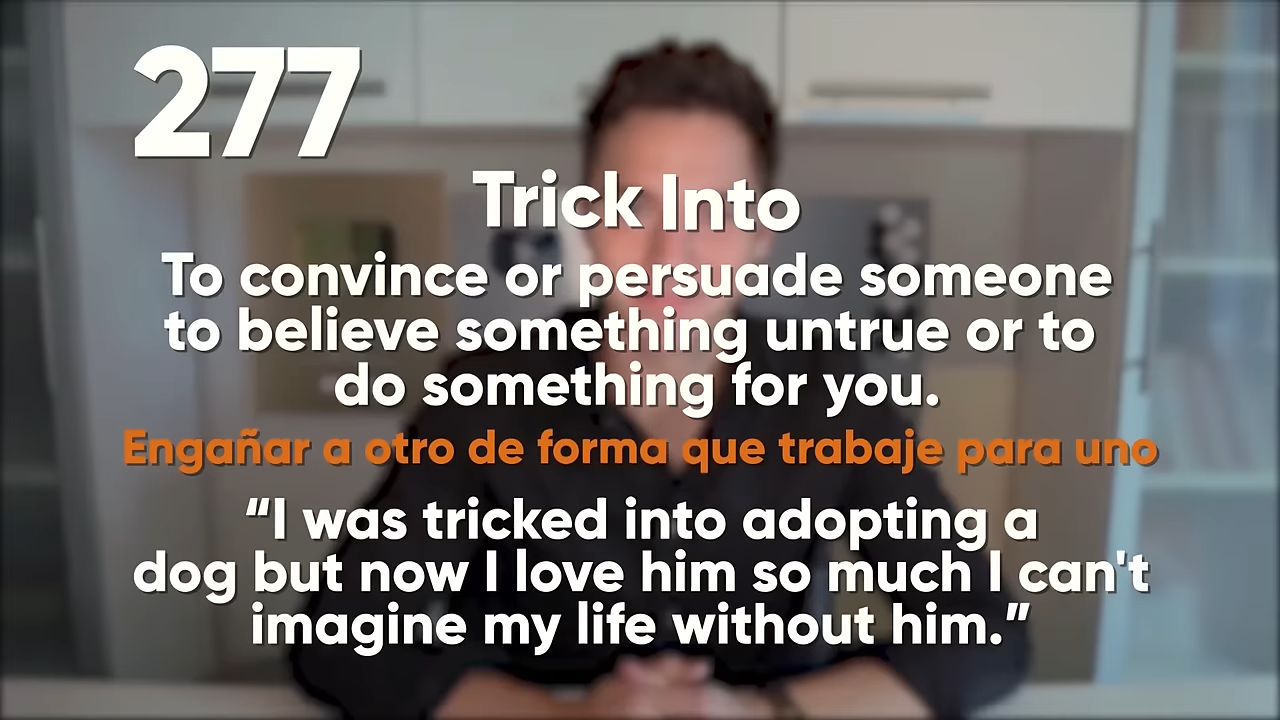 277
Trick Into
To convince or persuade someone
to believe something untrue or to
do something for you.
Engañar a otro de forma que trabaje para uno
“I was tricked into adopting a
dog but now I love him so much I can't
imagine my life without him.”